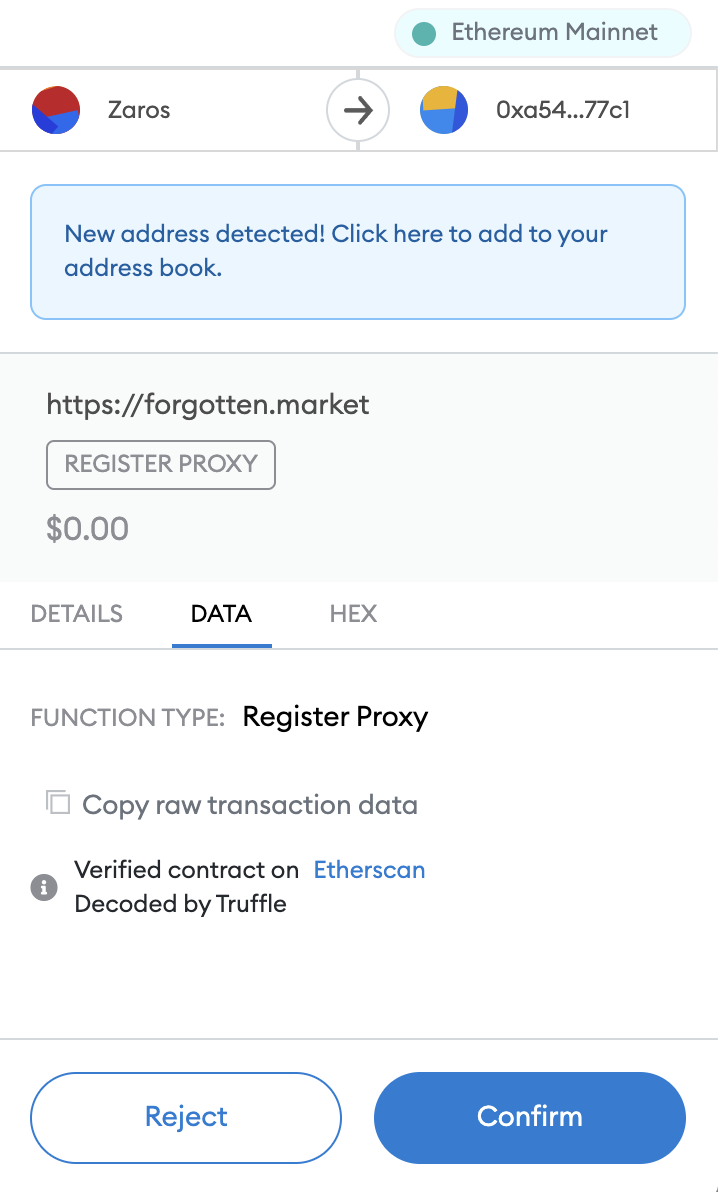 Ethereum Mainnet
Zaros
0xa54...77c1
New address detected! Click here to add to your
address book.
https://forgotten.market
REGISTER PROXY
$0.00
DETAILS
DATA
HEX
FUNCTION TYPE: Register Proxy
Copy raw transaction data
Verified contract on Etherscan
Decoded by Truffle
Reject
Confirm